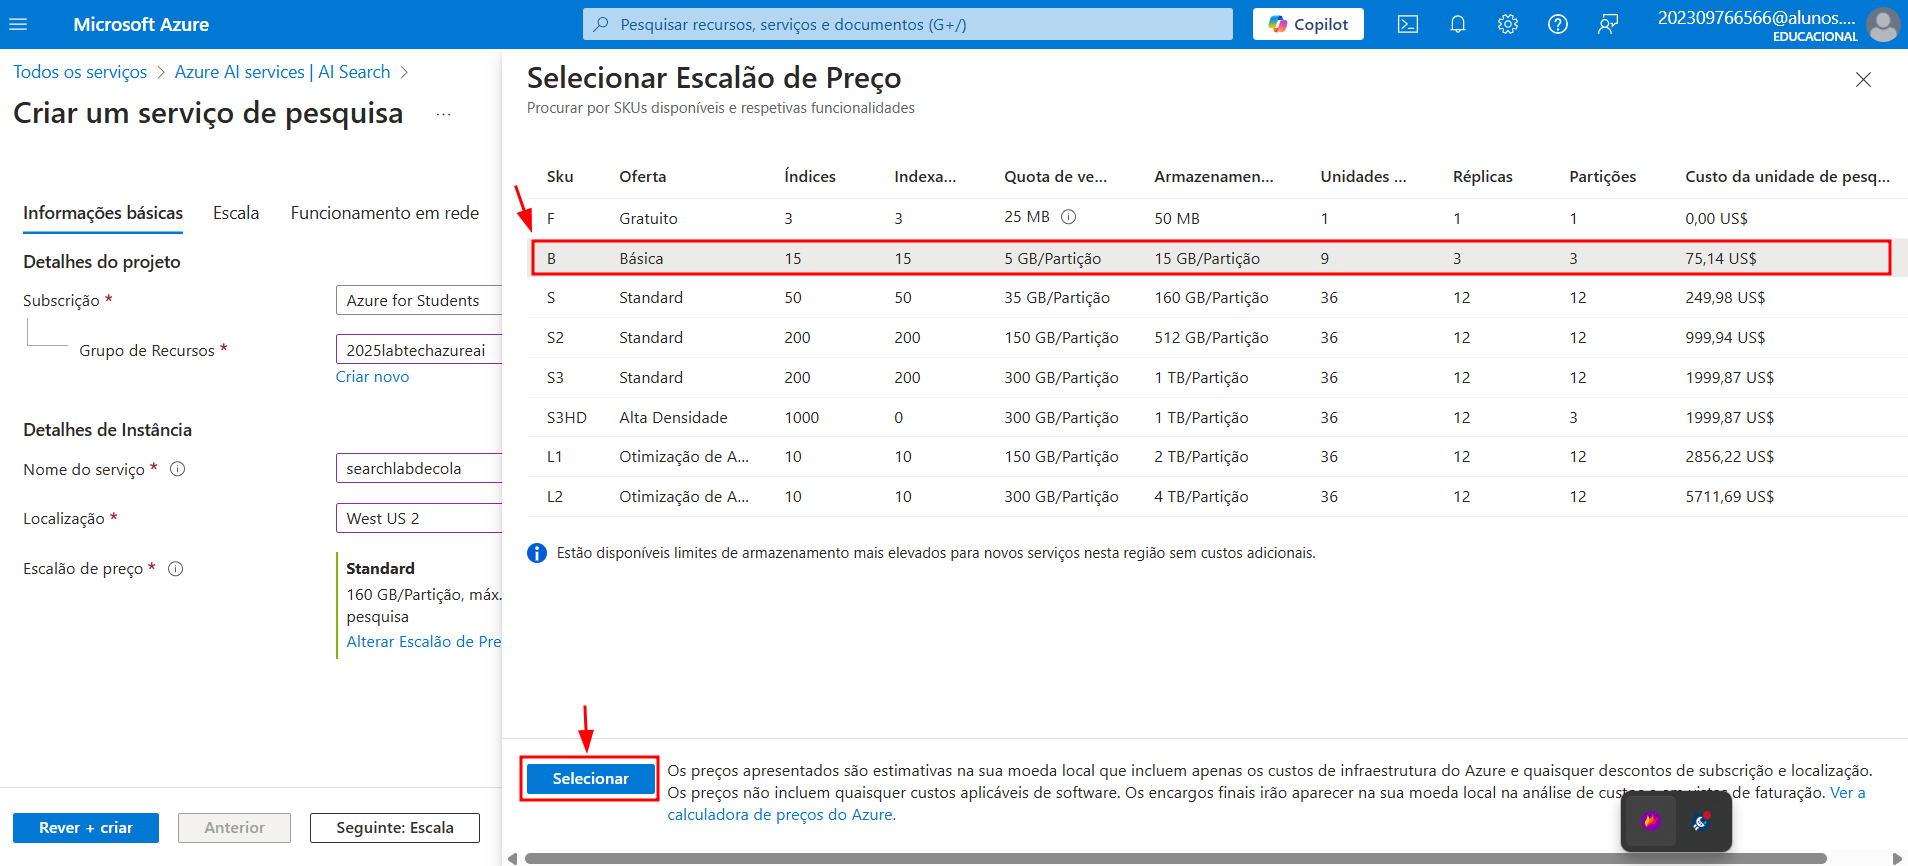 Microsoft Azure
Pesquisar recursos, serviços e documentos (G+/)
Copilot
202309766566@alunos....
EDUCACIONAL
Todos os serviços > Azure AI services | AI Search >
Criar um serviço de pesquisa ...
Informações básicas Escala Funcionamento em rede
Detalhes do projeto
Subscrição *
Azure for Students
Grupo de Recursos *
2025labtechazureai
Criar novo
Detalhes de Instância
Nome do serviço *
searchlabdecola
Localização *
West US 2
Escalão de preço *
Standard
160 GB/Partição, máx.
pesquisa
Alterar Escalão de Pre
Rever + criar Anterior Seguinte: Escala
Selecionar Escalão de Preço
Procurar por SKUs disponíveis e respetivas funcionalidades
Sku Oferta Índices Indexa... Quota de ve... Armazenamen... Unidades ... Réplicas Partições Custo da unidade de pesq...
F Gratuito 3 3 25 MB 50 MB 1 1 1 0,00 US$
B Básica 15 15 5 GB/Partição 15 GB/Partição 9 3 3 75,14 US$
S Standard 50 50 35 GB/Partição 160 GB/Partição 36 12 12 249,98 US$
S2 Standard 200 200 150 GB/Partição 512 GB/Partição 36 12 12 999,94 US$
S3 Standard 200 200 300 GB/Partição 1 TB/Partição 36 12 12 1999,87 US$
S3HD Alta Densidade 1000 0 300 GB/Partição 1 TB/Partição 36 12 3 1999,87 US$
L1 Otimização de A... 10 10 150 GB/Partição 2 TB/Partição 36 12 12 2856,22 US$
L2 Otimização de A... 10 10 300 GB/Partição 4 TB/Partição 36 12 12 5711,69 US$
Estão disponíveis limites de armazenamento mais elevados para novos serviços nesta região sem custos adicionais.
Selecionar
Os preços apresentados são estimativas na sua moeda local que incluem apenas os custos de infraestrutura do Azure e quaisquer descontos de subscrição e localização.
Os preços não incluem quaisquer custos aplicáveis de software. Os encargos finais irão aparecer na sua moeda local na análise de de faturação. Ver a
calculadora de preços do Azure.